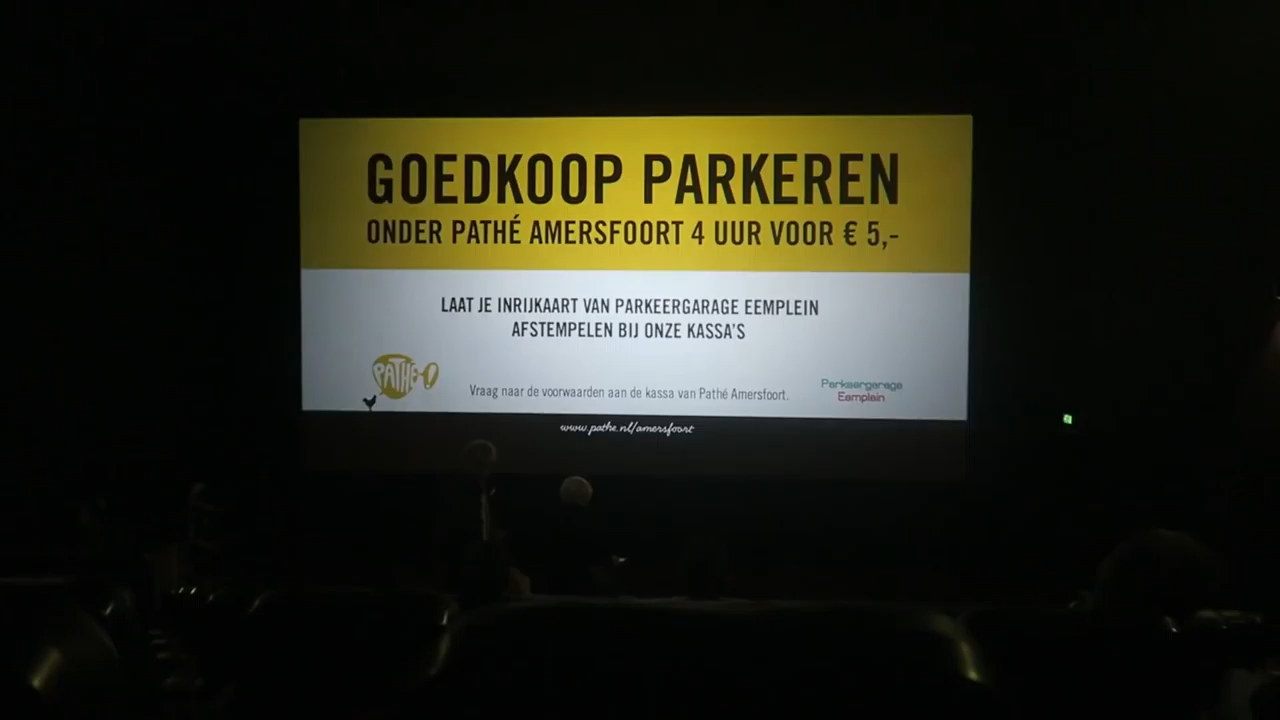 GOEDKOOP PARKEREN
ONDER PATHÉ AMERSFOORT 4 UUR VOOR € 5,-
LAAT JE INRIJKAART VAN PARKEERGARAGE EEMPLEIN
AFSTEMPELEN BIJ ONZE KASSA'S
PATHÉ!
Vraag naar de voorwaarden aan de kassa van Pathé Amersfoort.
Parkeergarage
Eemplein
www.pathe.nl/amersfoort